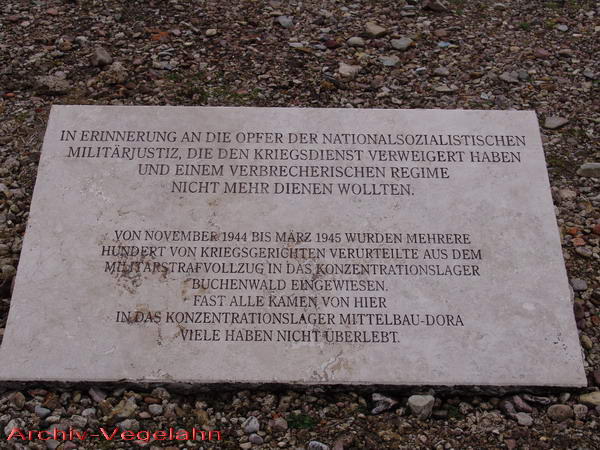 IN ERINNERUNG AN DIE OPFER DER NATIONALSOZIALISTISCHEN
MILITÄRJUSTIZ, DIE DEN KRIEGSDIENST VERWEIGERT HABEN
UND EINEM VERBRECHERISCHEN REGIME
NICHT MEHR DIENEN WOLLTEN.
VON NOVEMBER 1944 BIS MÄRZ 1945 WURDEN MEHRERE
HUNDERT VON KRIEGSGERICHTEN VERURTEILTE AUS DEM
MILITÄRSTRAFVOLLZUG IN DAS KONZENTRATIONSLAGER
BUCHENWALD EINGEWIESEN.
FAST ALLE KAMEN VON HIER
IN DAS KONZENTRATIONSLAGER MITTELBAU-DORA
VIELE HABEN NICHT ÜBERLEBT.
Archiv-Vegelahn